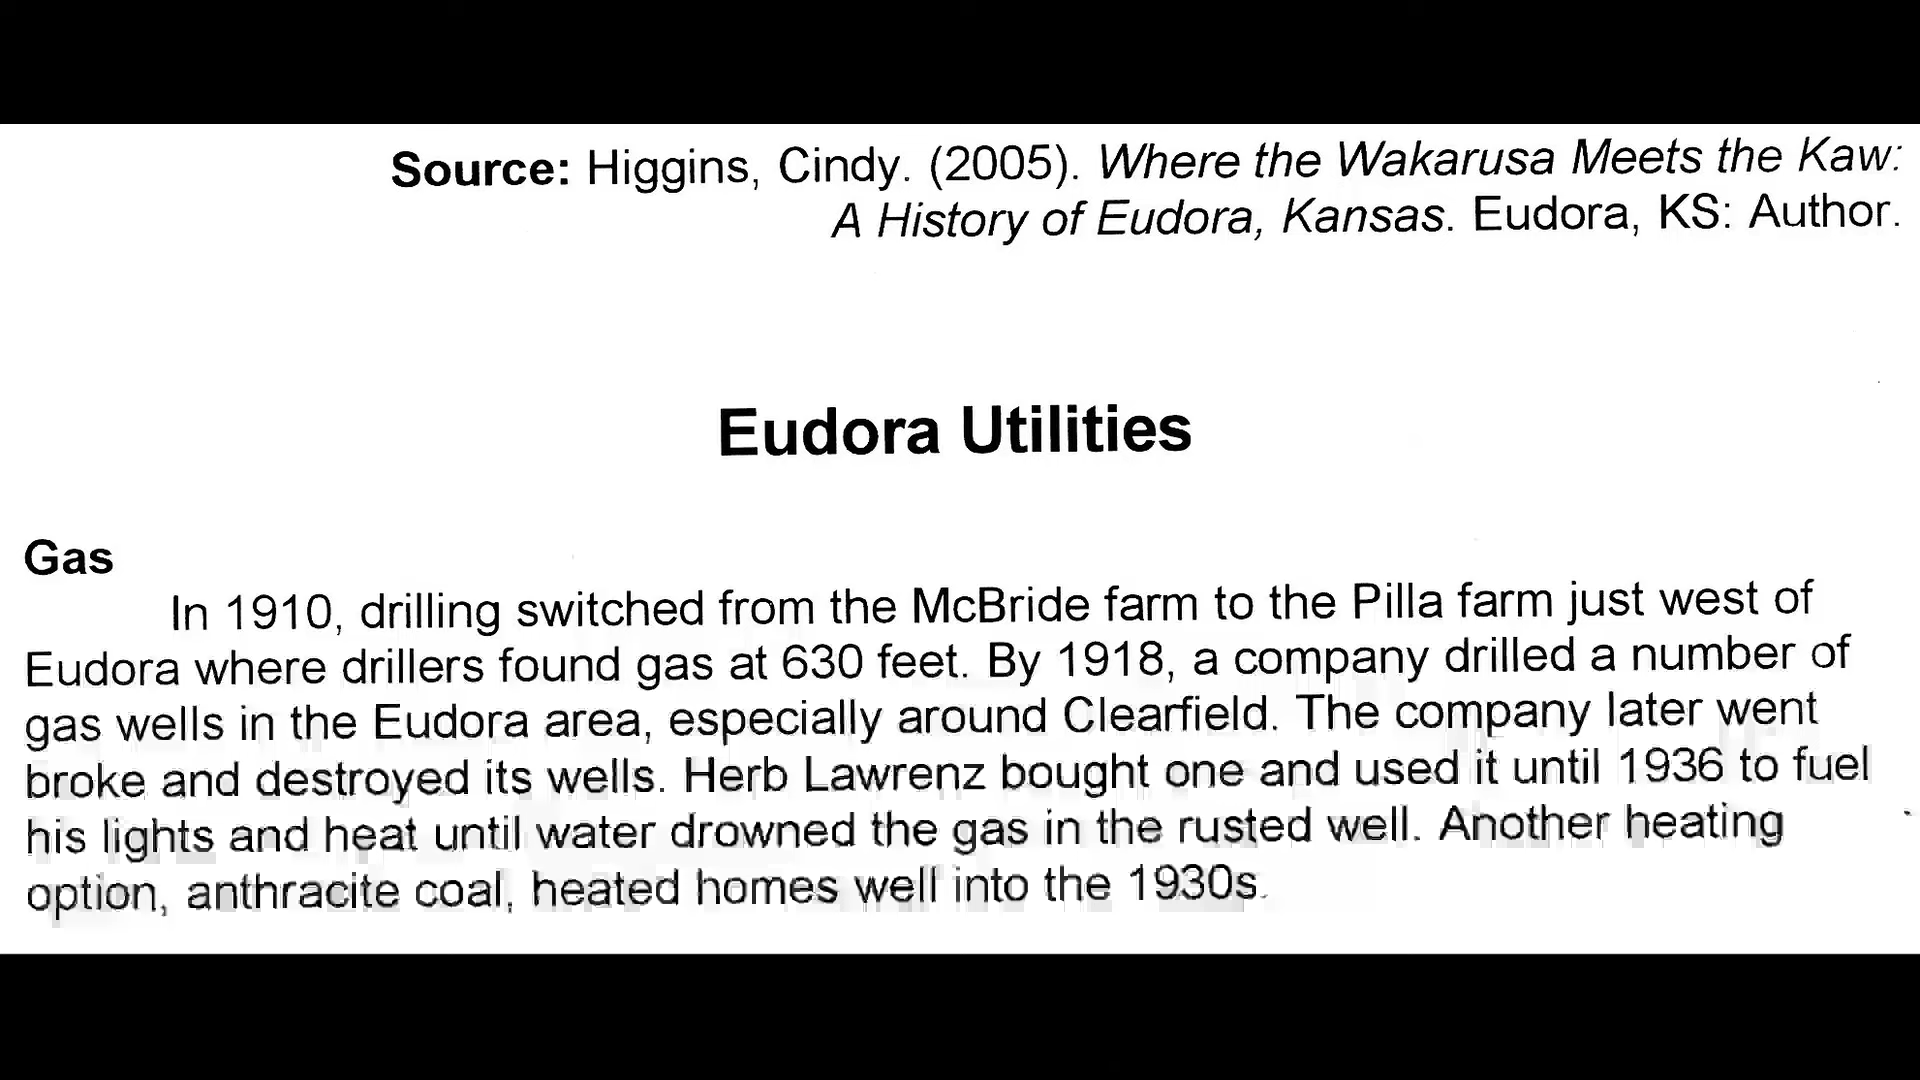 Source: Higgins, Cindy. (2005). Where the Wakarusa Meets the Kaw:
A History of Eudora, Kansas. Eudora, KS: Author.
Eudora Utilities
Gas
In 1910, drilling switched from the McBride farm to the Pilla farm just west of
Eudora where drillers found gas at 630 feet. By 1918, a company drilled a number of
gas wells in the Eudora area, especially around Clearfield. The company later went
broke and destroyed its wells. Herb Lawrenz bought one and used it until 1936 to fuel
his lights and heat until water drowned the gas in the rusted well. Another heating
option, anthracite coal, heated homes well into the 1930s.